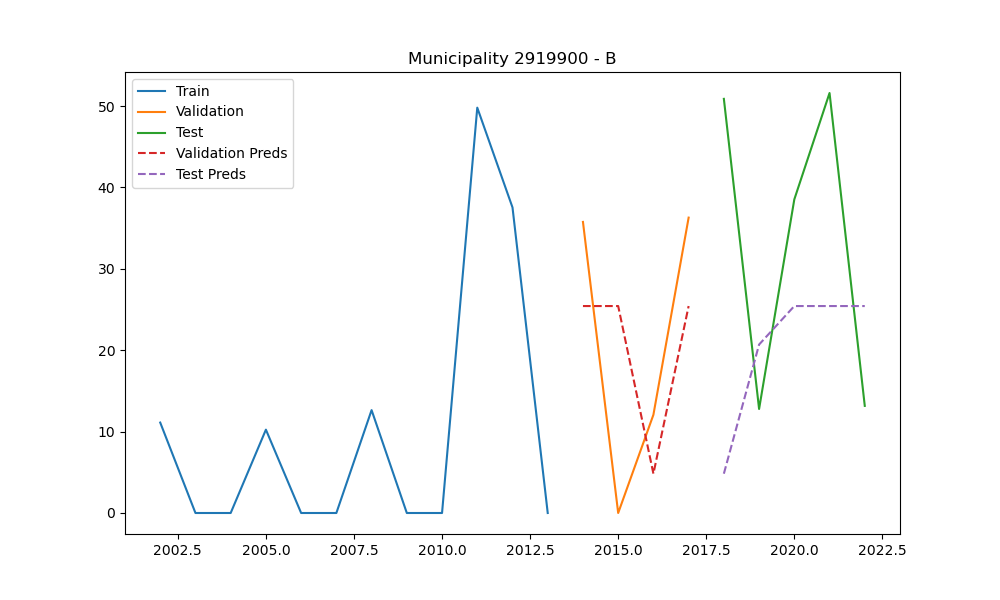 Municipality 2919900 - B
Train
Validation
Test
Validation Preds
Test Preds
50
40
30
20
10
0
2002.5 2005.0 2007.5 2010.0 2012.5 2015.0 2017.5 2020.0 2022.5